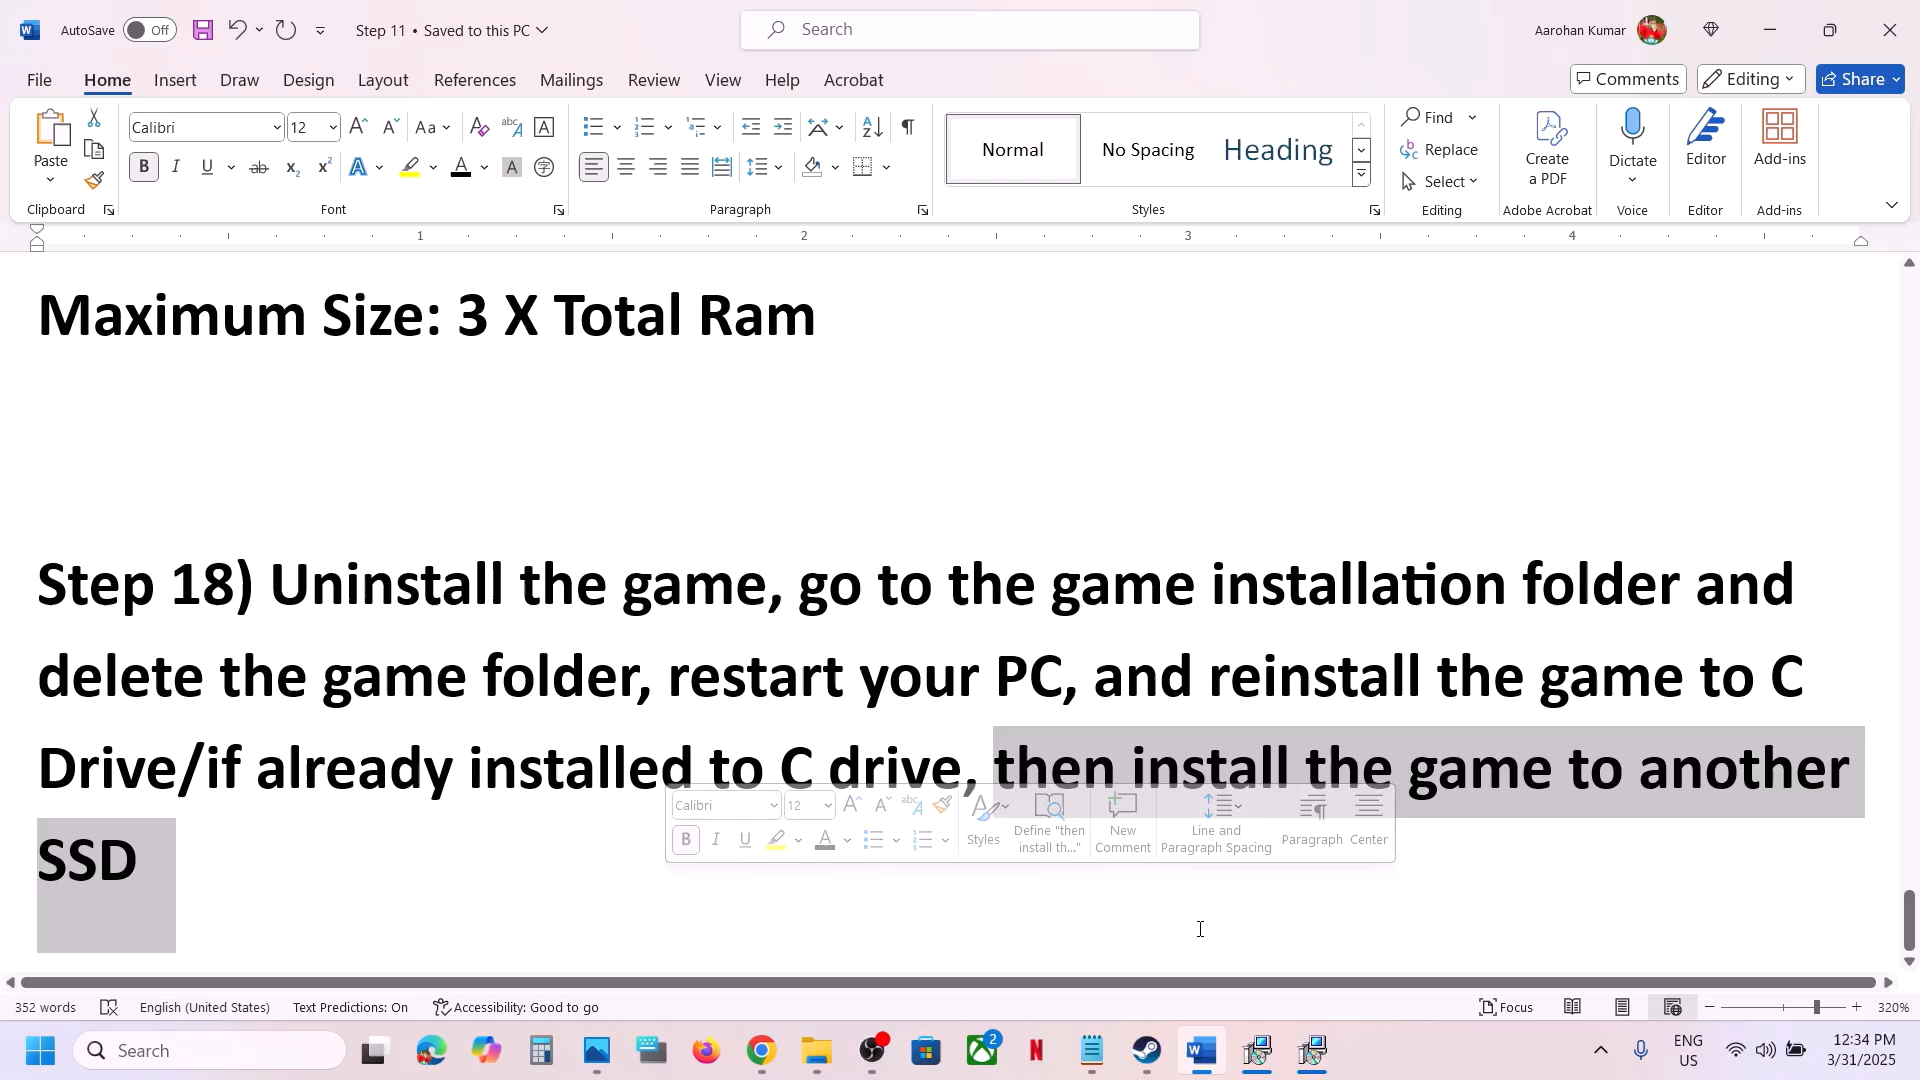 AutoSave Off Step 11 • Saved to this PC Search Aarohan Kumar
File Home Insert Draw Design Layout References Mailings Review View Help Acrobat Comments Editing Share
Paste Calibri 12 Aa Normal No Spacing Heading Find Replace Select Create a PDF Dictate Editor Add-ins
Clipboard Font Paragraph Styles Editing Adobe Acrobat Voice Editor Add-ins
1 2 3 4
Maximum Size: 3 X Total Ram
Step 18) Uninstall the game, go to the game installation folder and
delete the game folder, restart your PC, and reinstall the game to C
Drive/if already installed to C drive, then install the game to another
SSD
Calibri 12 Styles Define "then install th..." New Comment Line and Paragraph Spacing Paragraph Center
352 words English (United States) Text Predictions: On Accessibility: Good to go Focus 320%
Search 2 ENG US 12:34 PM 3/31/2025